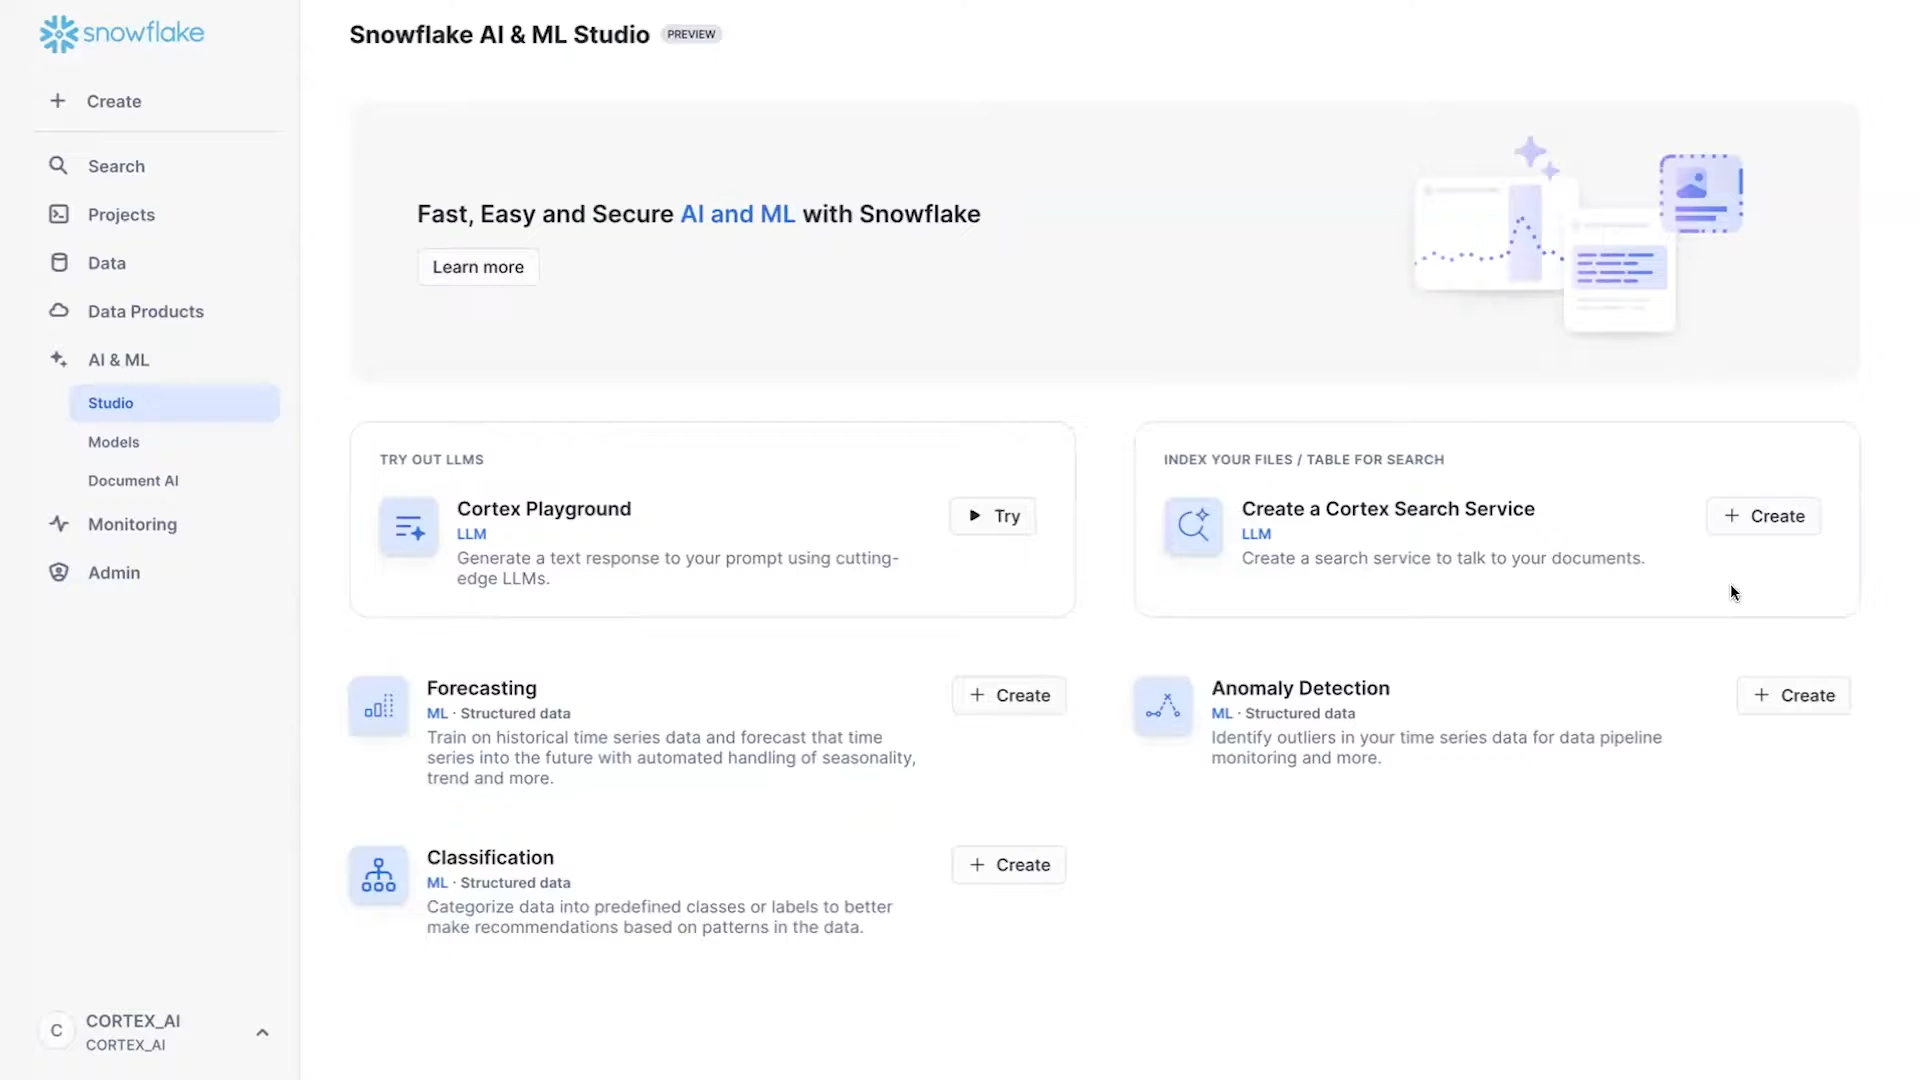 snowflake
Create
Search
Projects
Data
Data Products
AI & ML
Studio
Models
Document AI
Monitoring
Admin
C
CORTEX_AI
CORTEX_AI
Snowflake AI & ML Studio PREVIEW
Fast, Easy and Secure AI and ML with Snowflake
Learn more
TRY OUT LLMS
Cortex Playground
LLM
Generate a text response to your prompt using cutting-
edge LLMs.
Try
INDEX YOUR FILES / TABLE FOR SEARCH
Create a Cortex Search Service
LLM
Create a search service to talk to your documents.
Create
Forecasting
ML · Structured data
Train on historical time series data and forecast that time
series into the future with automated handling of seasonality,
trend and more.
Create
Anomaly Detection
ML · Structured data
Identify outliers in your time series data for data pipeline
monitoring and more.
Create
Classification
ML · Structured data
Categorize data into predefined classes or labels to better
make recommendations based on patterns in the data.
Create